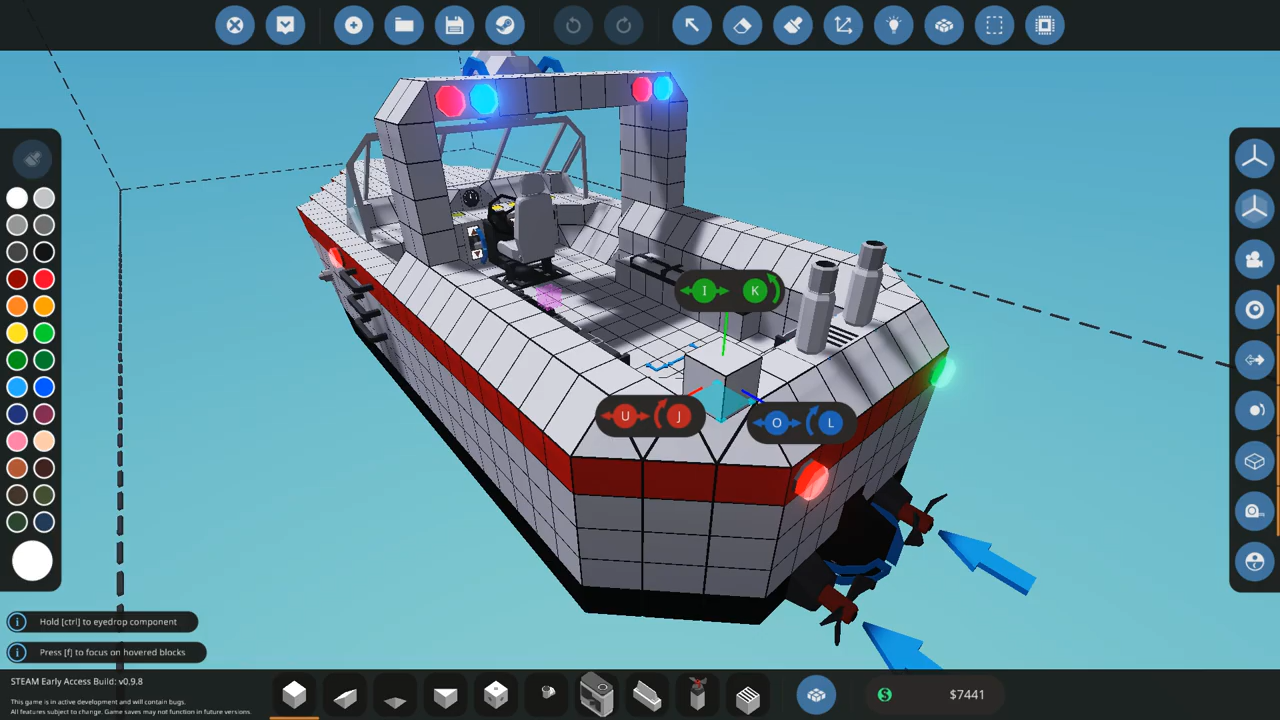 I K
U J
O L
Hold [ctrl] to eyedrop component
Press [f] to focus on hovered blocks
STEAM Early Access Build: v0.9.8
This game is in active development and will contain bugs.
All features subject to change. Game saves may not function in future versions.
$ $7441